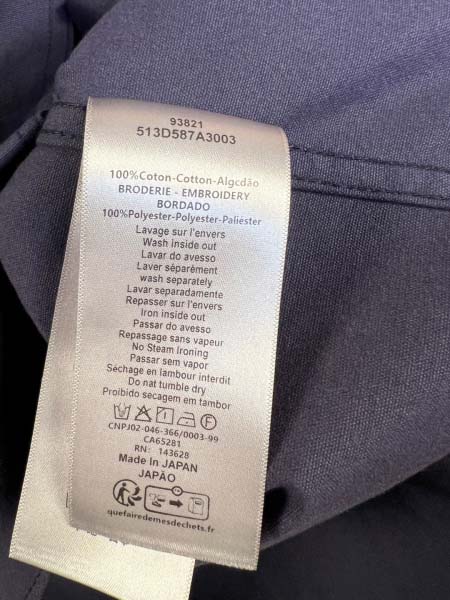 93821
513D587A3003
100%Coton-Cotton-Algcdão
BRODERIE - EMBROIDERY
BORDADO
100%Polyester-Polyester-Paliéster
Lavage sur l'envers
Wash inside out
Lavar do avesso
Laver séparèment
wash separately
Lavar separadamente
Repasser sur l'envers
Iron inside out
Passar do avesso
Repassage sans vapeur
No Steam Ironing
Passar sem vapor
Séchage en lambour interdit
Do nat tumble dry
Proibido secagem em tambor
CNPJ02-046-366/0003-99
CA65281
RN: 143628
Made In JAPAN
JAPÃO
quefairedemesdechets.fr